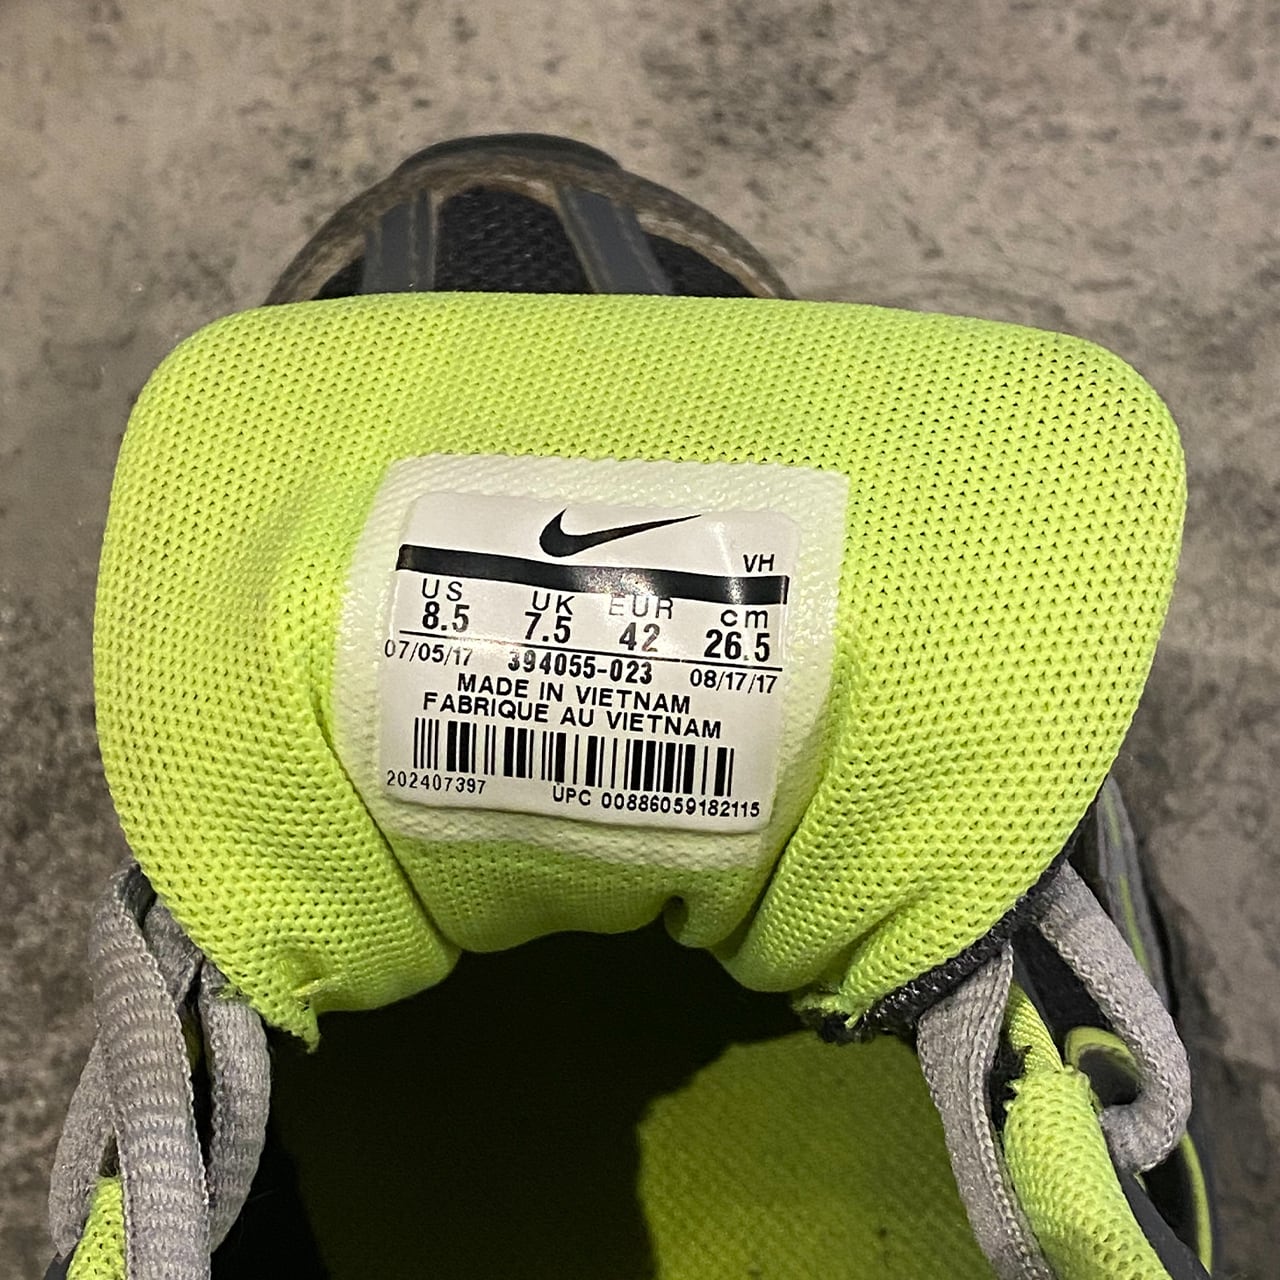 VH
US UK EUR cm
8.5 7.5 42 26.5
07/05/17 394055-023 08/17/17
MADE IN VIETNAM
FABRIQUE AU VIETNAM
202407397 UPC 00886059182115